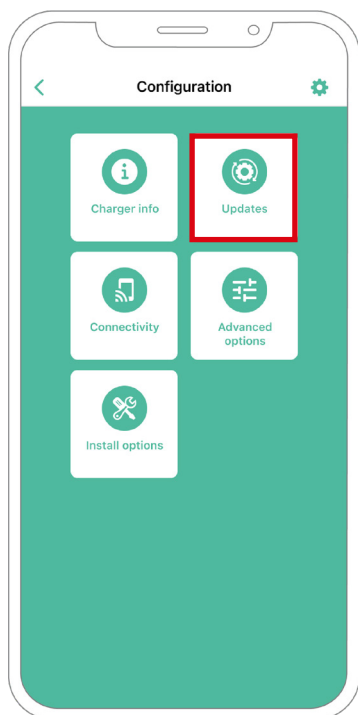 Configuration
Charger info
Updates
Connectivity
Advanced
options
Install options